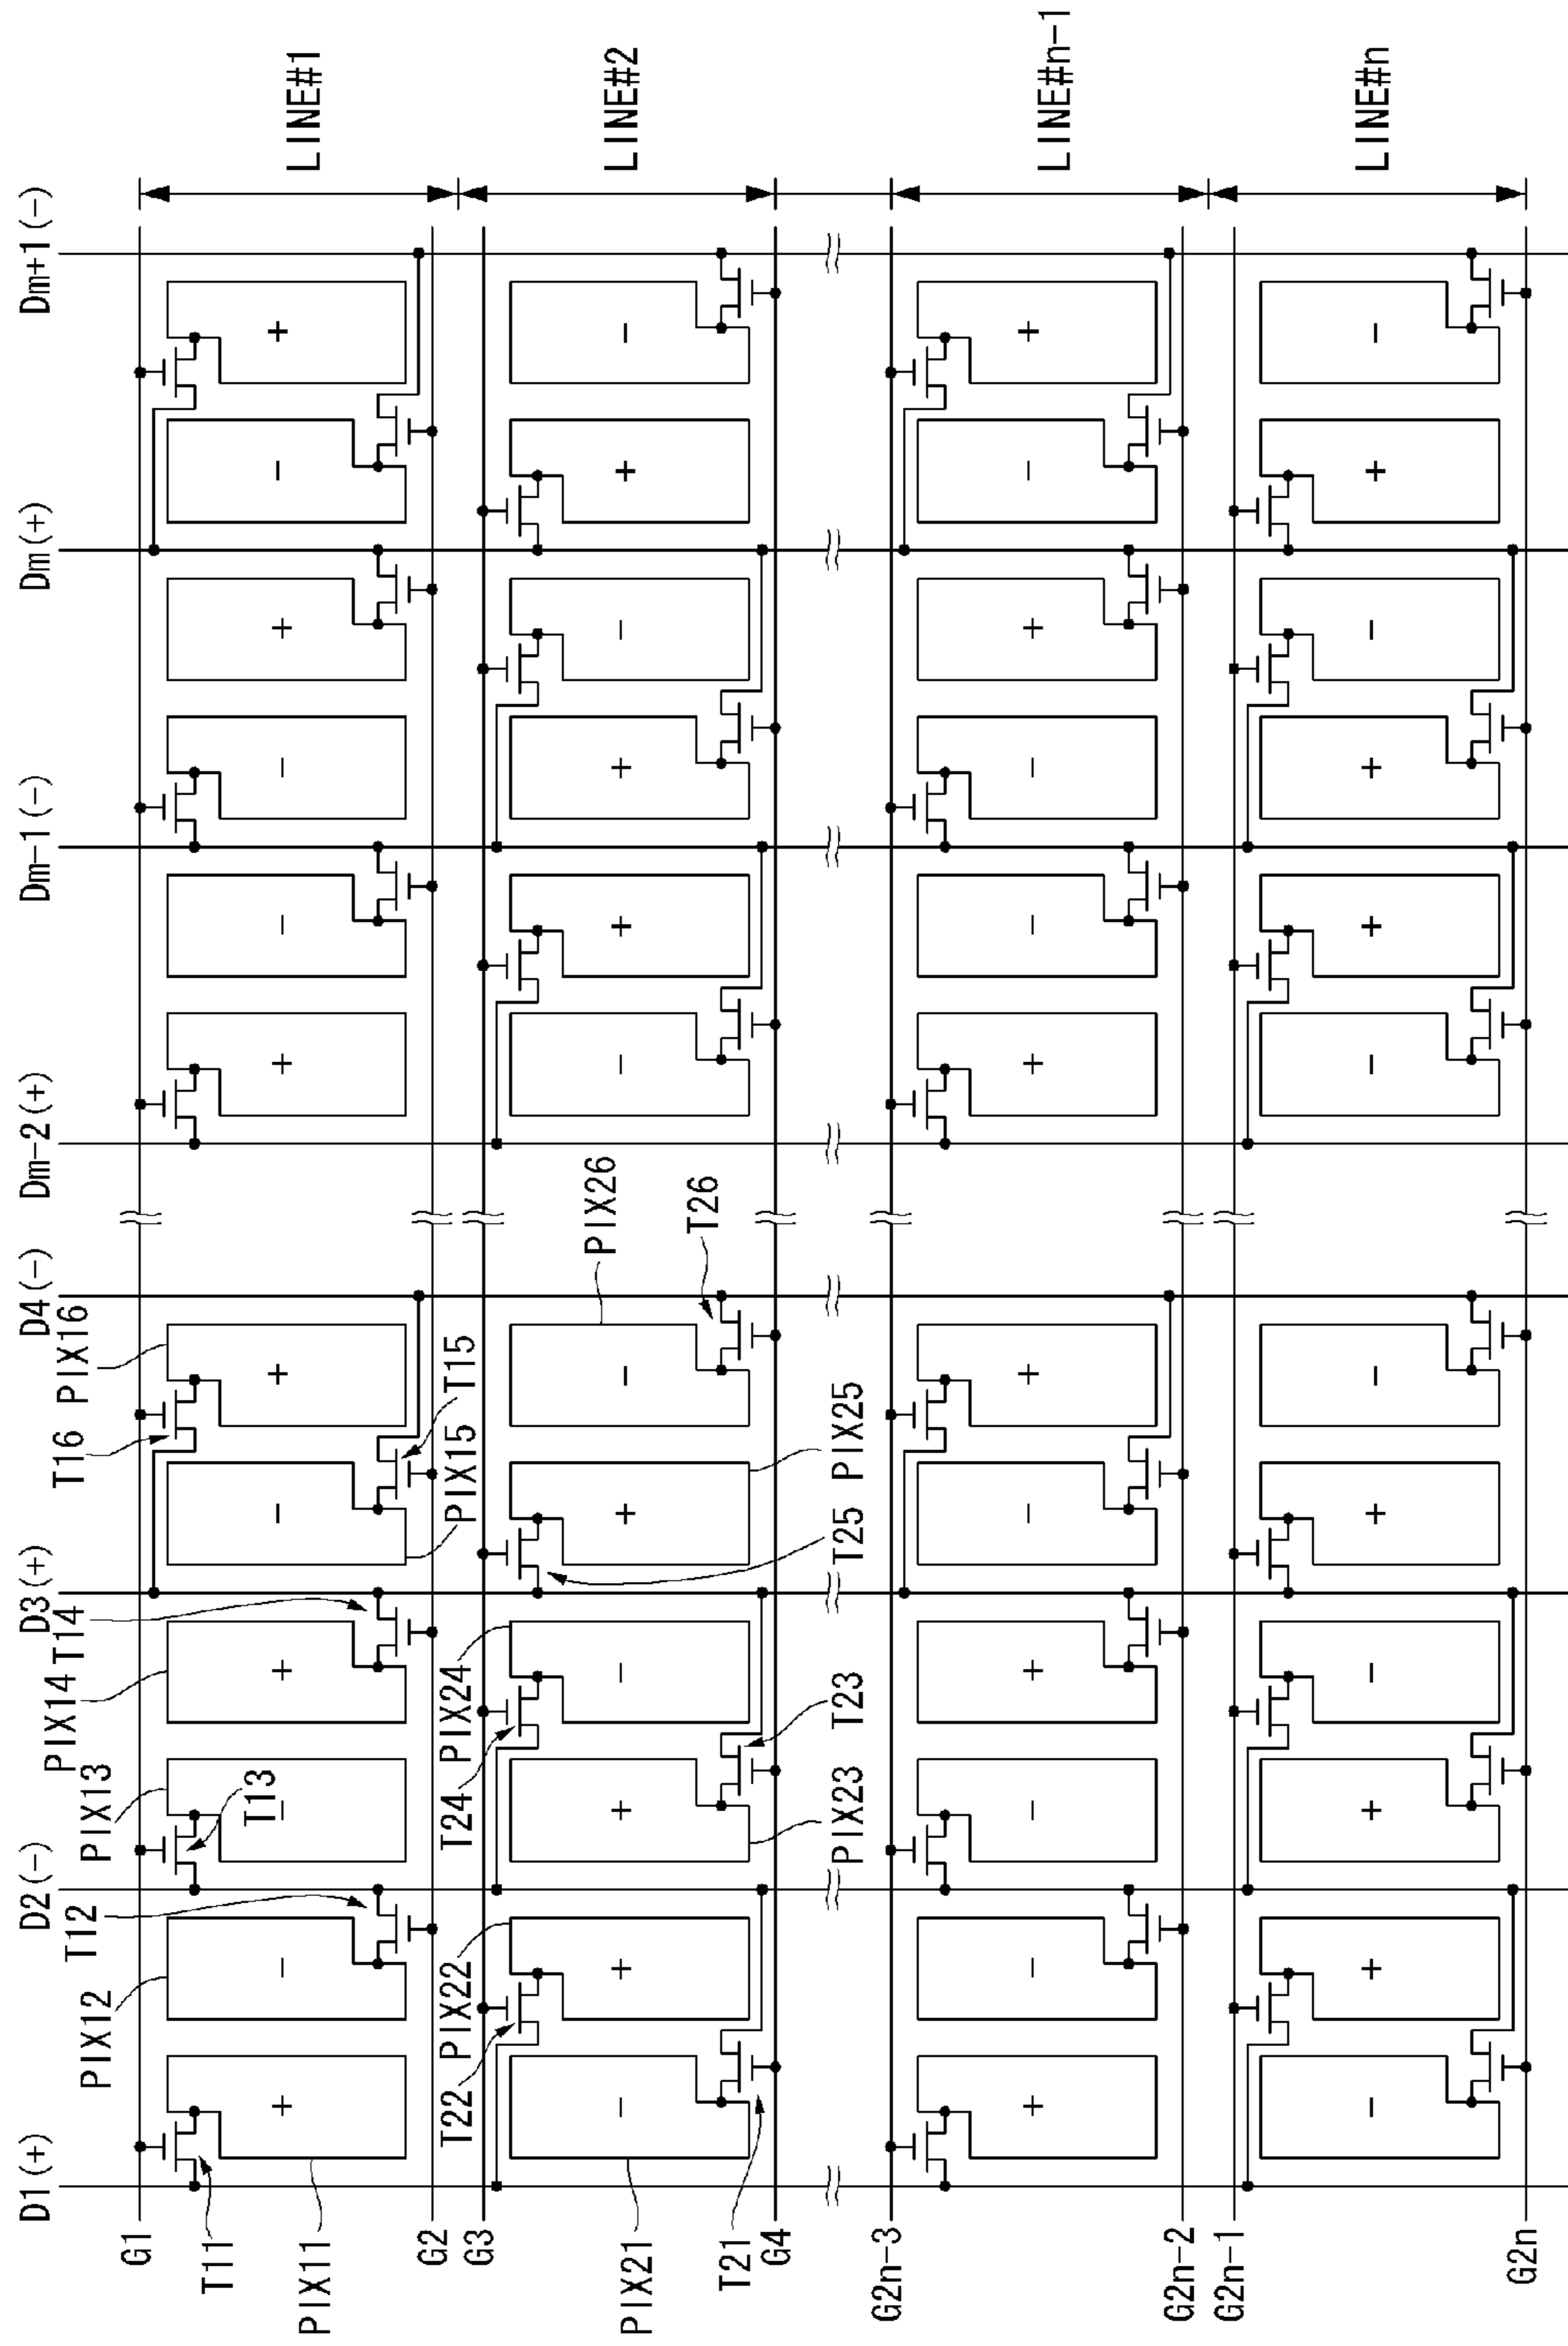 D1(+)
D2(-)
D3(+)
D4(-)
Dm-2(+)
Dm-1(-)
Dm(+)
Dm+1(-)
PIX12
T12
PIX13
PIX14
T14
T16
PIX16
G1
T11
PIX11
T13
+
-
-
+
-
+
+
-
-
+
-
+
LINE#1
PIX15
T15
G2
G3
T22
PIX22
T24
PIX24
PIX21
-
+
+
-
+
-
PIX26
-
+
+
-
+
-
LINE#2
T21
T26
G4
PIX23
T23
T25
PIX25
G2n-3
+
-
-
+
-
+
+
-
-
+
-
+
LINE#n-1
G2n-2
G2n-1
-
+
+
-
+
-
-
+
+
-
+
-
LINE#n
G2n